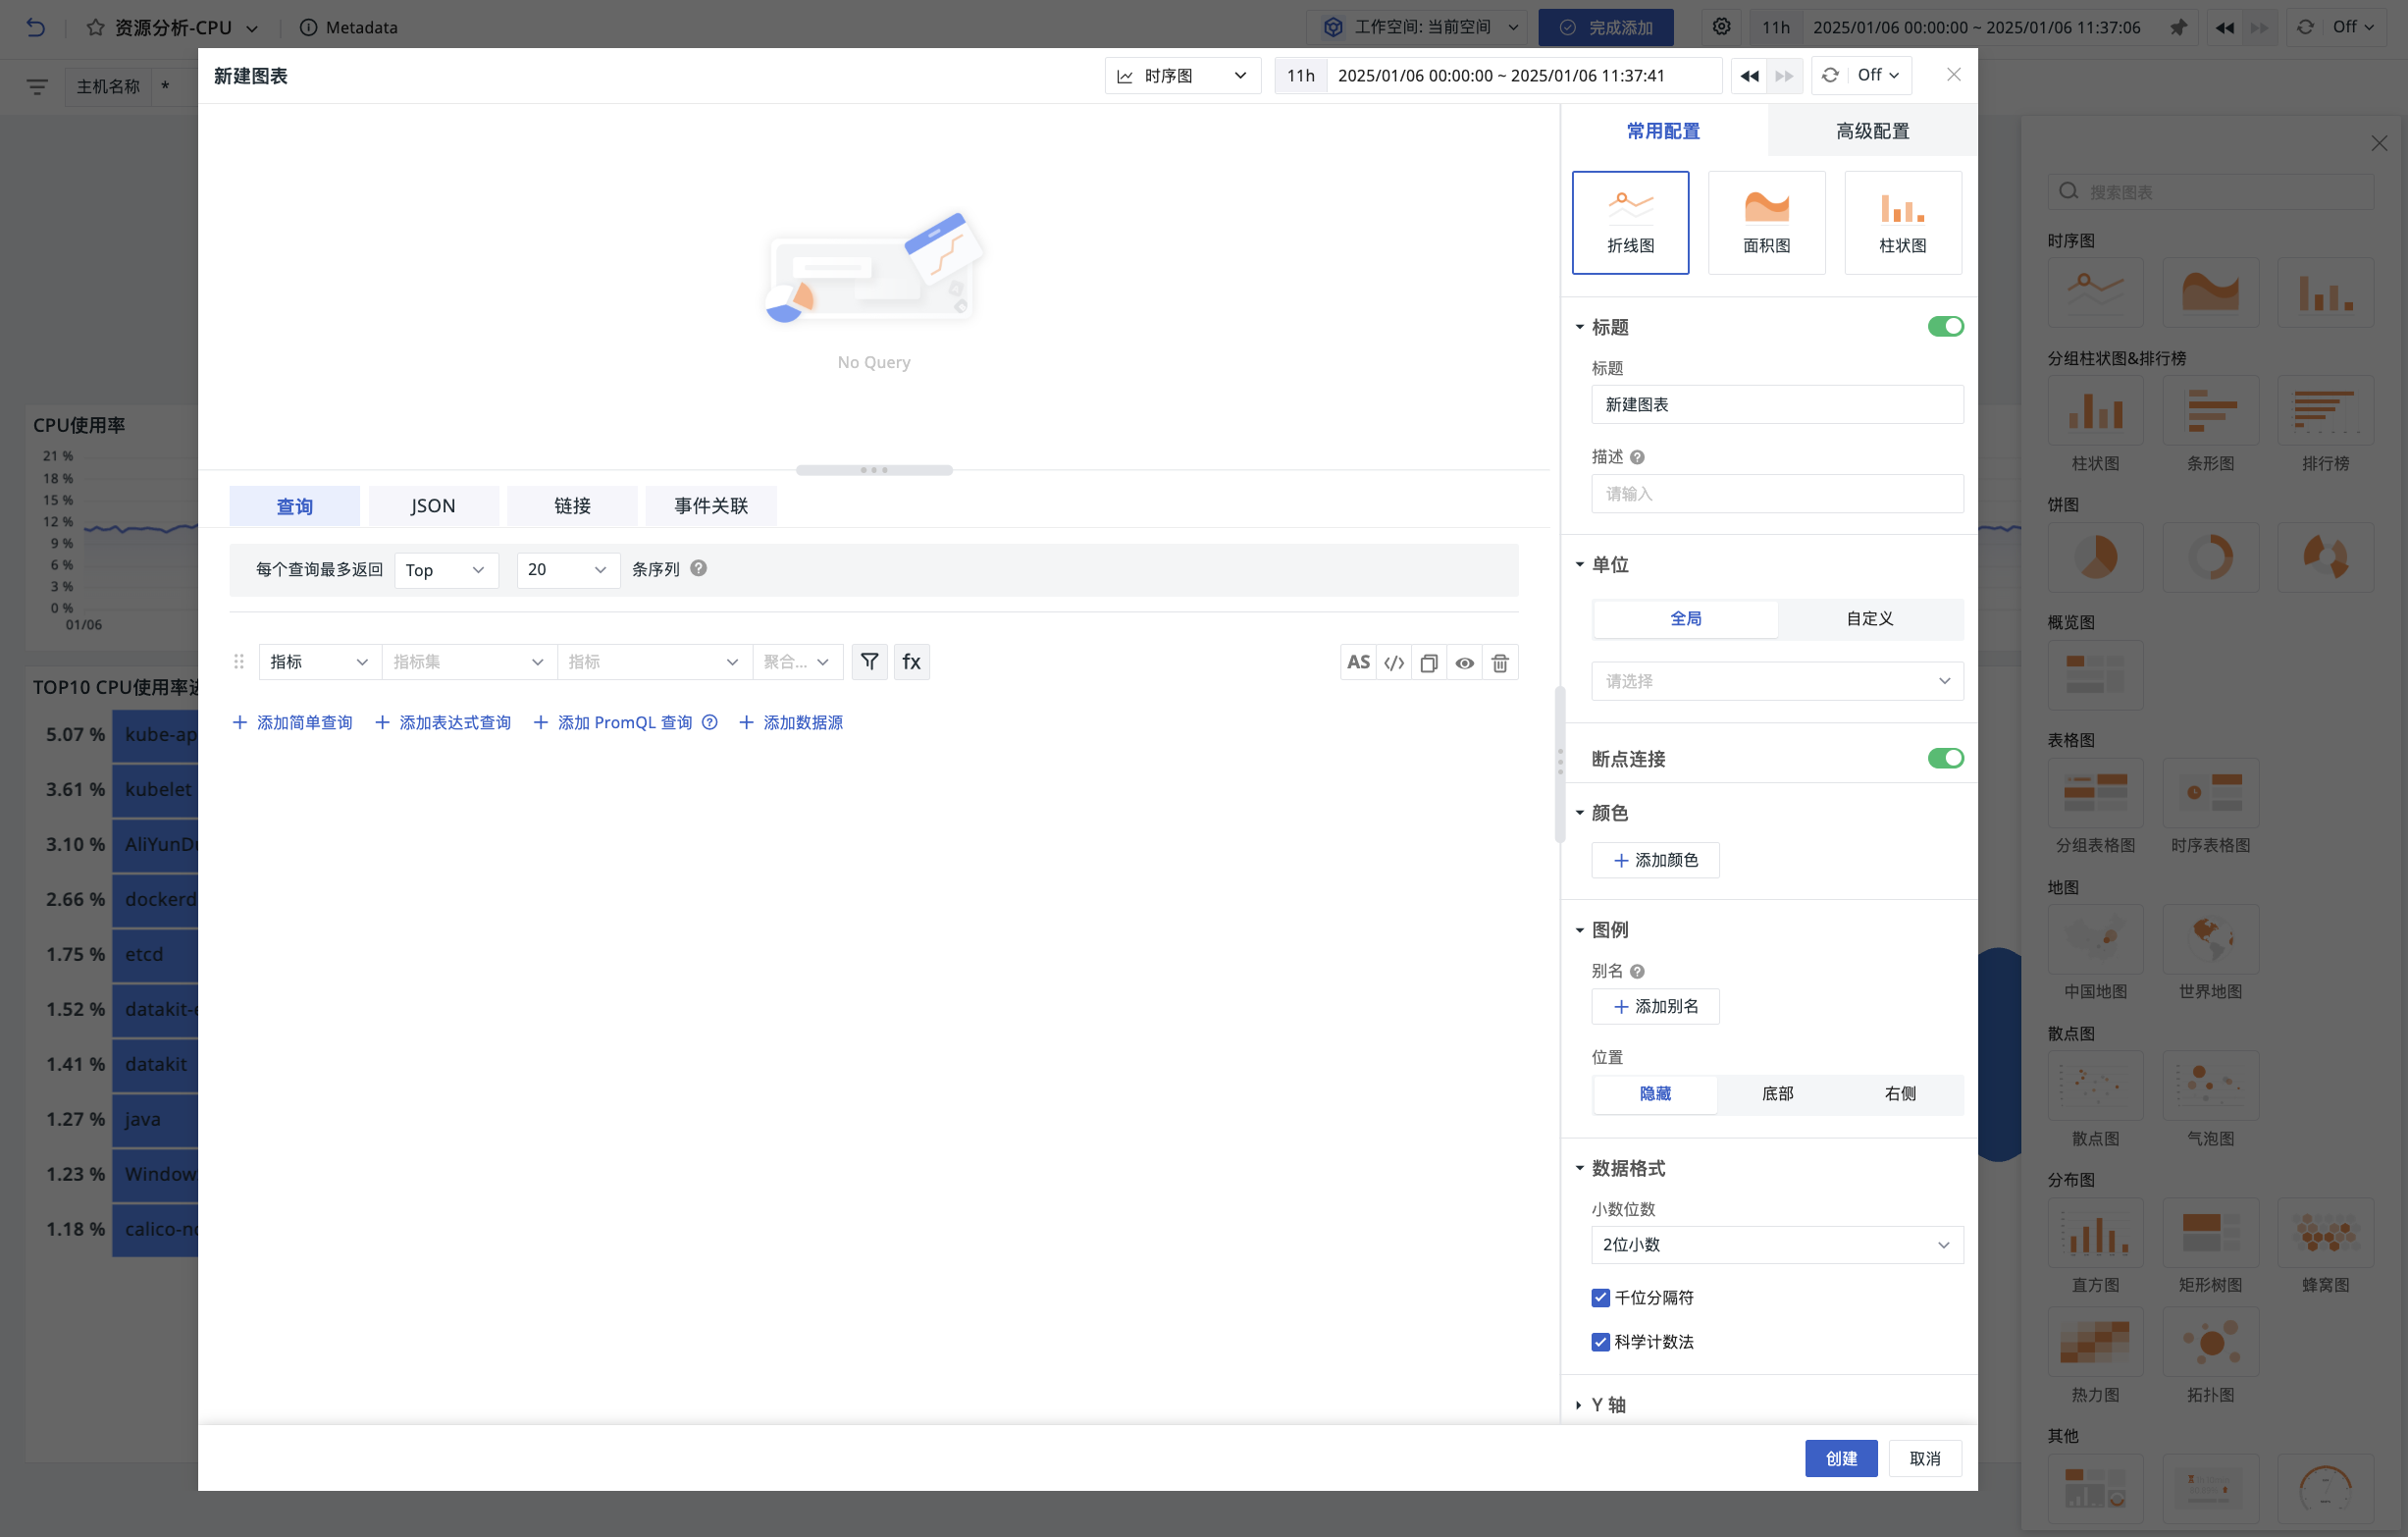 资源分析-CPU
Metadata
工作空间: 当前空间
完成添加
11h 2025/01/06 00:00:00 ~ 2025/01/06 11:37:06
Off
主机名称 *
新建图表
时序图
11h 2025/01/06 00:00:00 ~ 2025/01/06 11:37:41
Off
No Query
查询 JSON 链接 事件关联
每个查询最多返回 Top 20 条序列
指标 指标集 指标 聚合... fx AS </>
添加简单查询 添加表达式查询 添加 PromQL 查询 添加数据源
常用配置 高级配置
折线图 面积图 柱状图
标题
标题
新建图表
描述
请输入
单位
全局 自定义
请选择
断点连接
颜色
添加颜色
图例
别名
添加别名
位置
隐藏 底部 右侧
数据格式
小数位数
2位小数
千位分隔符
科学计数法
Y 轴
创建 取消
CPU使用率
21 %
18 %
15 %
12 %
9 %
6 %
3 %
0 %
01/06
TOP10 CPU使用率
5.07 % kube-ap
3.61 % kubelet
3.10 % AliYunD
2.66 % dockerd
1.75 % etcd
1.52 % datakit-
1.41 % datakit
1.27 % java
1.23 % Window
1.18 % calico-n
搜索图表
时序图
分组柱状图&排行榜
柱状图 条形图 排行榜
饼图
概览图
表格图
分组表格图 时序表格图
地图
中国地图 世界地图
散点图
散点图 气泡图
分布图
直方图 矩形树图 蜂窝图
热力图 拓扑图
其他